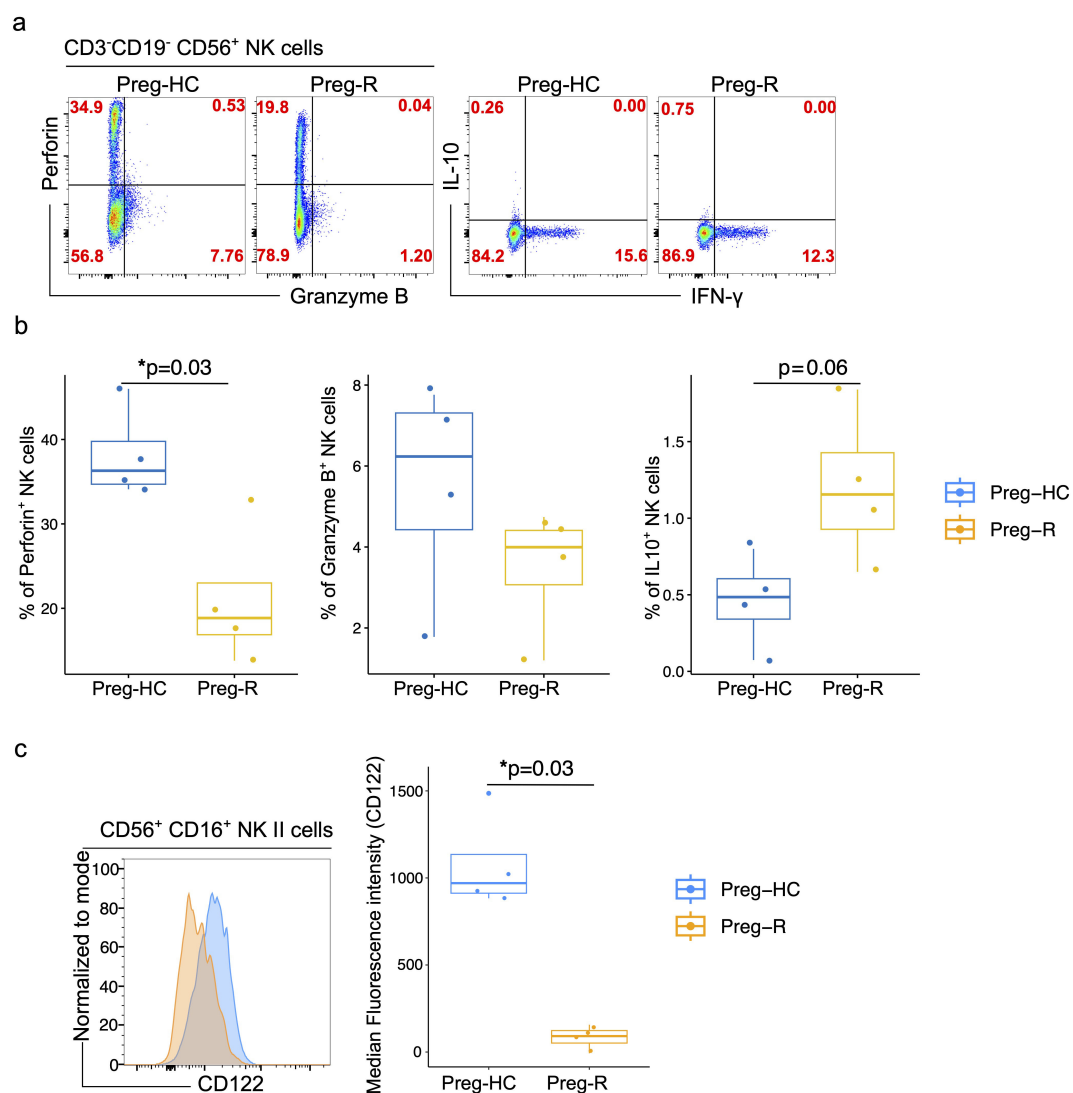 a
CD3⁻CD19⁻ CD56⁺ NK cells
Preg-HC
Preg-R
Preg-HC
Preg-R
34.9
0.53
19.8
0.04
0.26
0.00
0.75
0.00
Perforin
IL-10
56.8
7.76
78.9
1.20
84.2
15.6
86.9
12.3
Granzyme B
IFN-γ
b
*p=0.03
p=0.06
% of Perforin⁺ NK cells
40
30
20
Preg-HC
Preg-R
% of Granzyme B⁺ NK cells
8
6
4
2
Preg-HC
Preg-R
% of IL10⁺ NK cells
1.5
1.0
0.5
0.0
Preg-HC
Preg-R
Preg–HC
Preg–R
c
CD56⁺ CD16⁺ NK II cells
Normalized to mode
100
80
60
40
20
0
CD122
*p=0.03
Median Fluorescence intensity (CD122)
1500
1000
500
0
Preg-HC
Preg-R
Preg–HC
Preg–R